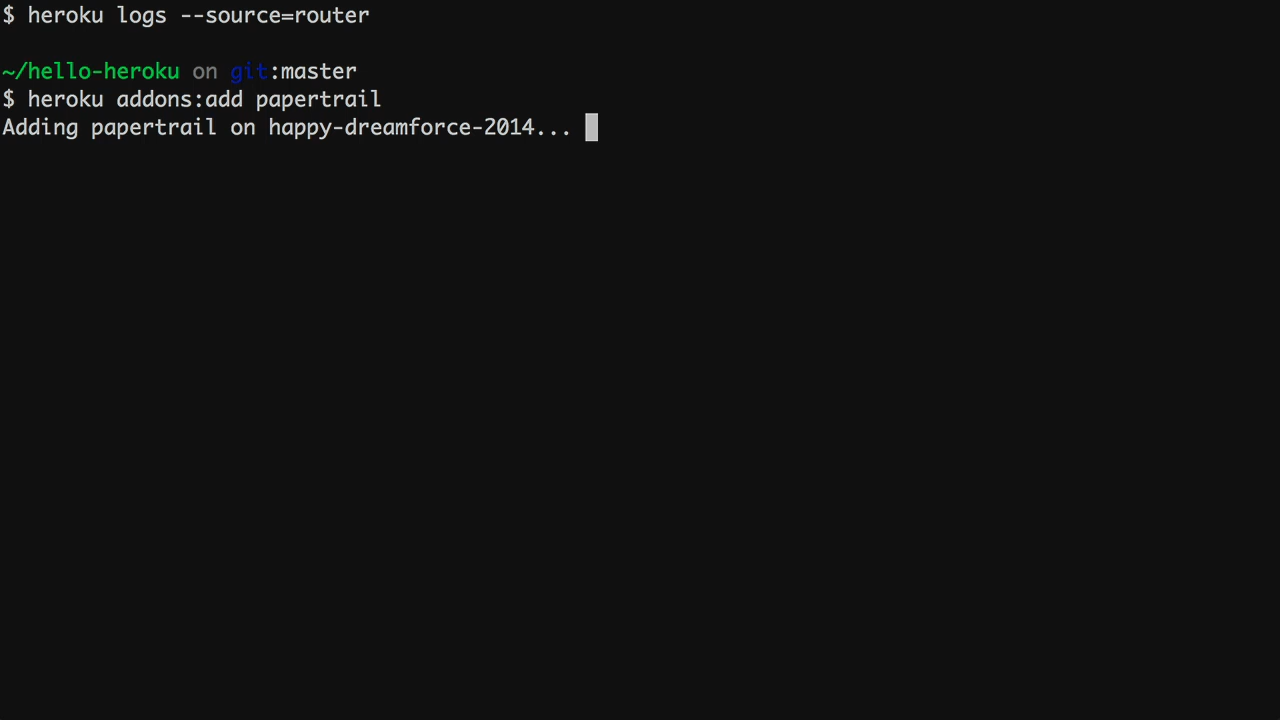 $ heroku logs --source=router
~/hello-heroku on git:master
$ heroku addons:add papertrail
Adding papertrail on happy-dreamforce-2014...